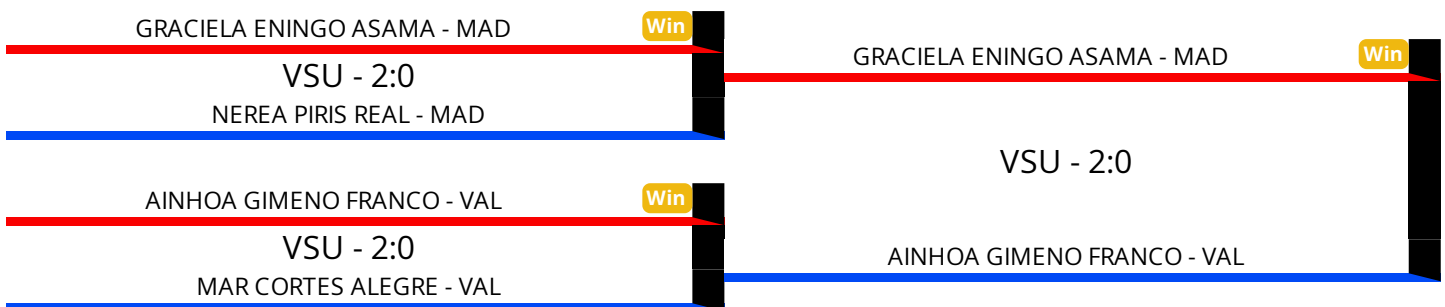 GRACIELA ENINGO ASAMA - MAD
Win
VSU - 2:0
NEREA PIRIS REAL - MAD
AINHOA GIMENO FRANCO - VAL
Win
VSU - 2:0
MAR CORTES ALEGRE - VAL
GRACIELA ENINGO ASAMA - MAD
Win
VSU - 2:0
AINHOA GIMENO FRANCO - VAL